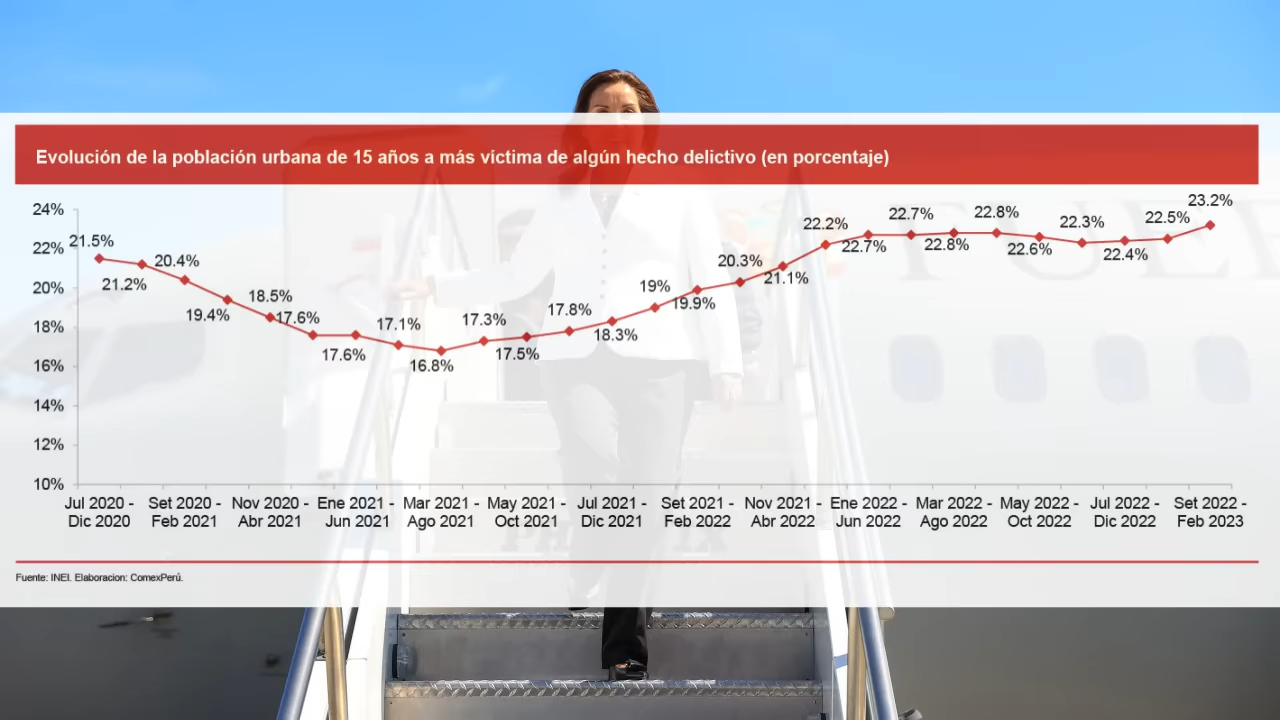 Evolución de la población urbana de 15 años a más víctima de algún hecho delictivo (en porcentaje)
24%
22%
20%
18%
16%
14%
12%
10%
21.5%
21.2%
20.4%
19.4%
18.5%
17.6%
17.6%
17.1%
16.8%
17.3%
17.5%
17.8%
18.3%
19%
19.9%
20.3%
21.1%
22.2%
22.7%
22.7%
22.8%
22.8%
22.6%
22.3%
22.4%
22.5%
23.2%
Jul 2020 -
Dic 2020
Set 2020 -
Feb 2021
Nov 2020 -
Abr 2021
Ene 2021 -
Jun 2021
Mar 2021 -
Ago 2021
May 2021 -
Oct 2021
Jul 2021 -
Dic 2021
Set 2021 -
Feb 2022
Nov 2021 -
Abr 2022
Ene 2022 -
Jun 2022
Mar 2022 -
Ago 2022
May 2022 -
Oct 2022
Jul 2022 -
Dic 2022
Set 2022 -
Feb 2023
Fuente: INEI. Elaboracion: ComexPerú.